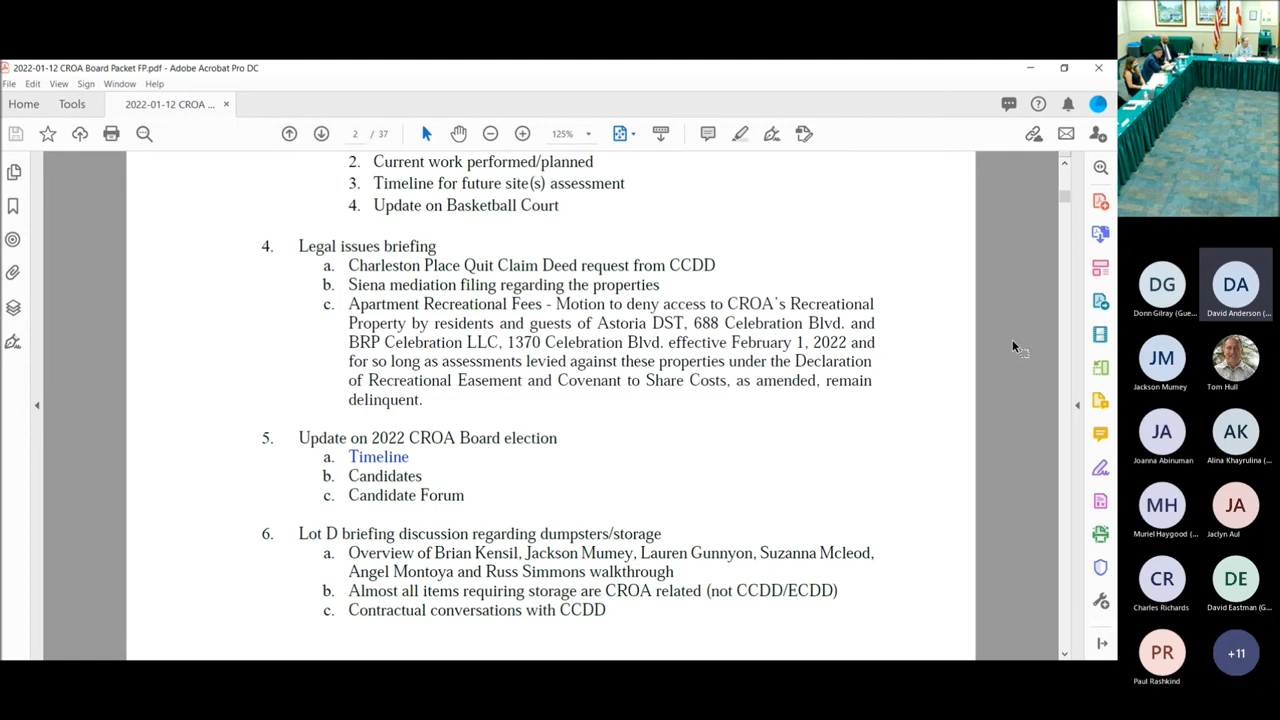 2022-01-12 CROA Board Packet FP.pdf - Adobe Acrobat Pro DC
File Edit View Sign Window Help
Home Tools 2022-01-12 CROA ... ×
2 / 37 125%
2. Current work performed/planned
3. Timeline for future site(s) assessment
4. Update on Basketball Court
4. Legal issues briefing
a. Charleston Place Quit Claim Deed request from CCDD
b. Siena mediation filing regarding the properties
c. Apartment Recreational Fees - Motion to deny access to CROA's Recreational
Property by residents and guests of Astoria DST, 688 Celebration Blvd. and
BRP Celebration LLC, 1370 Celebration Blvd. effective February 1, 2022 and
for so long as assessments levied against these properties under the Declaration
of Recreational Easement and Covenant to Share Costs, as amended, remain
delinquent.
5. Update on 2022 CROA Board election
a. Timeline
b. Candidates
c. Candidate Forum
6. Lot D briefing discussion regarding dumpsters/storage
a. Overview of Brian Kensil, Jackson Mumey, Lauren Gunnyon, Suzanna Mcleod,
Angel Montoya and Russ Simmons walkthrough
b. Almost all items requiring storage are CROA related (not CCDD/ECDD)
c. Contractual conversations with CCDD
DG DA
Donn Gilray (Gue... David Anderson (...
JM
Jackson Mumey Tom Hull
JA AK
Joanna Abinuman Alina Khayrulina (...
MH JA
Muriel Haygood (... Jaclyn Aul
CR DE
Charles Richards David Eastman (G...
PR +11
Paul Rashkind